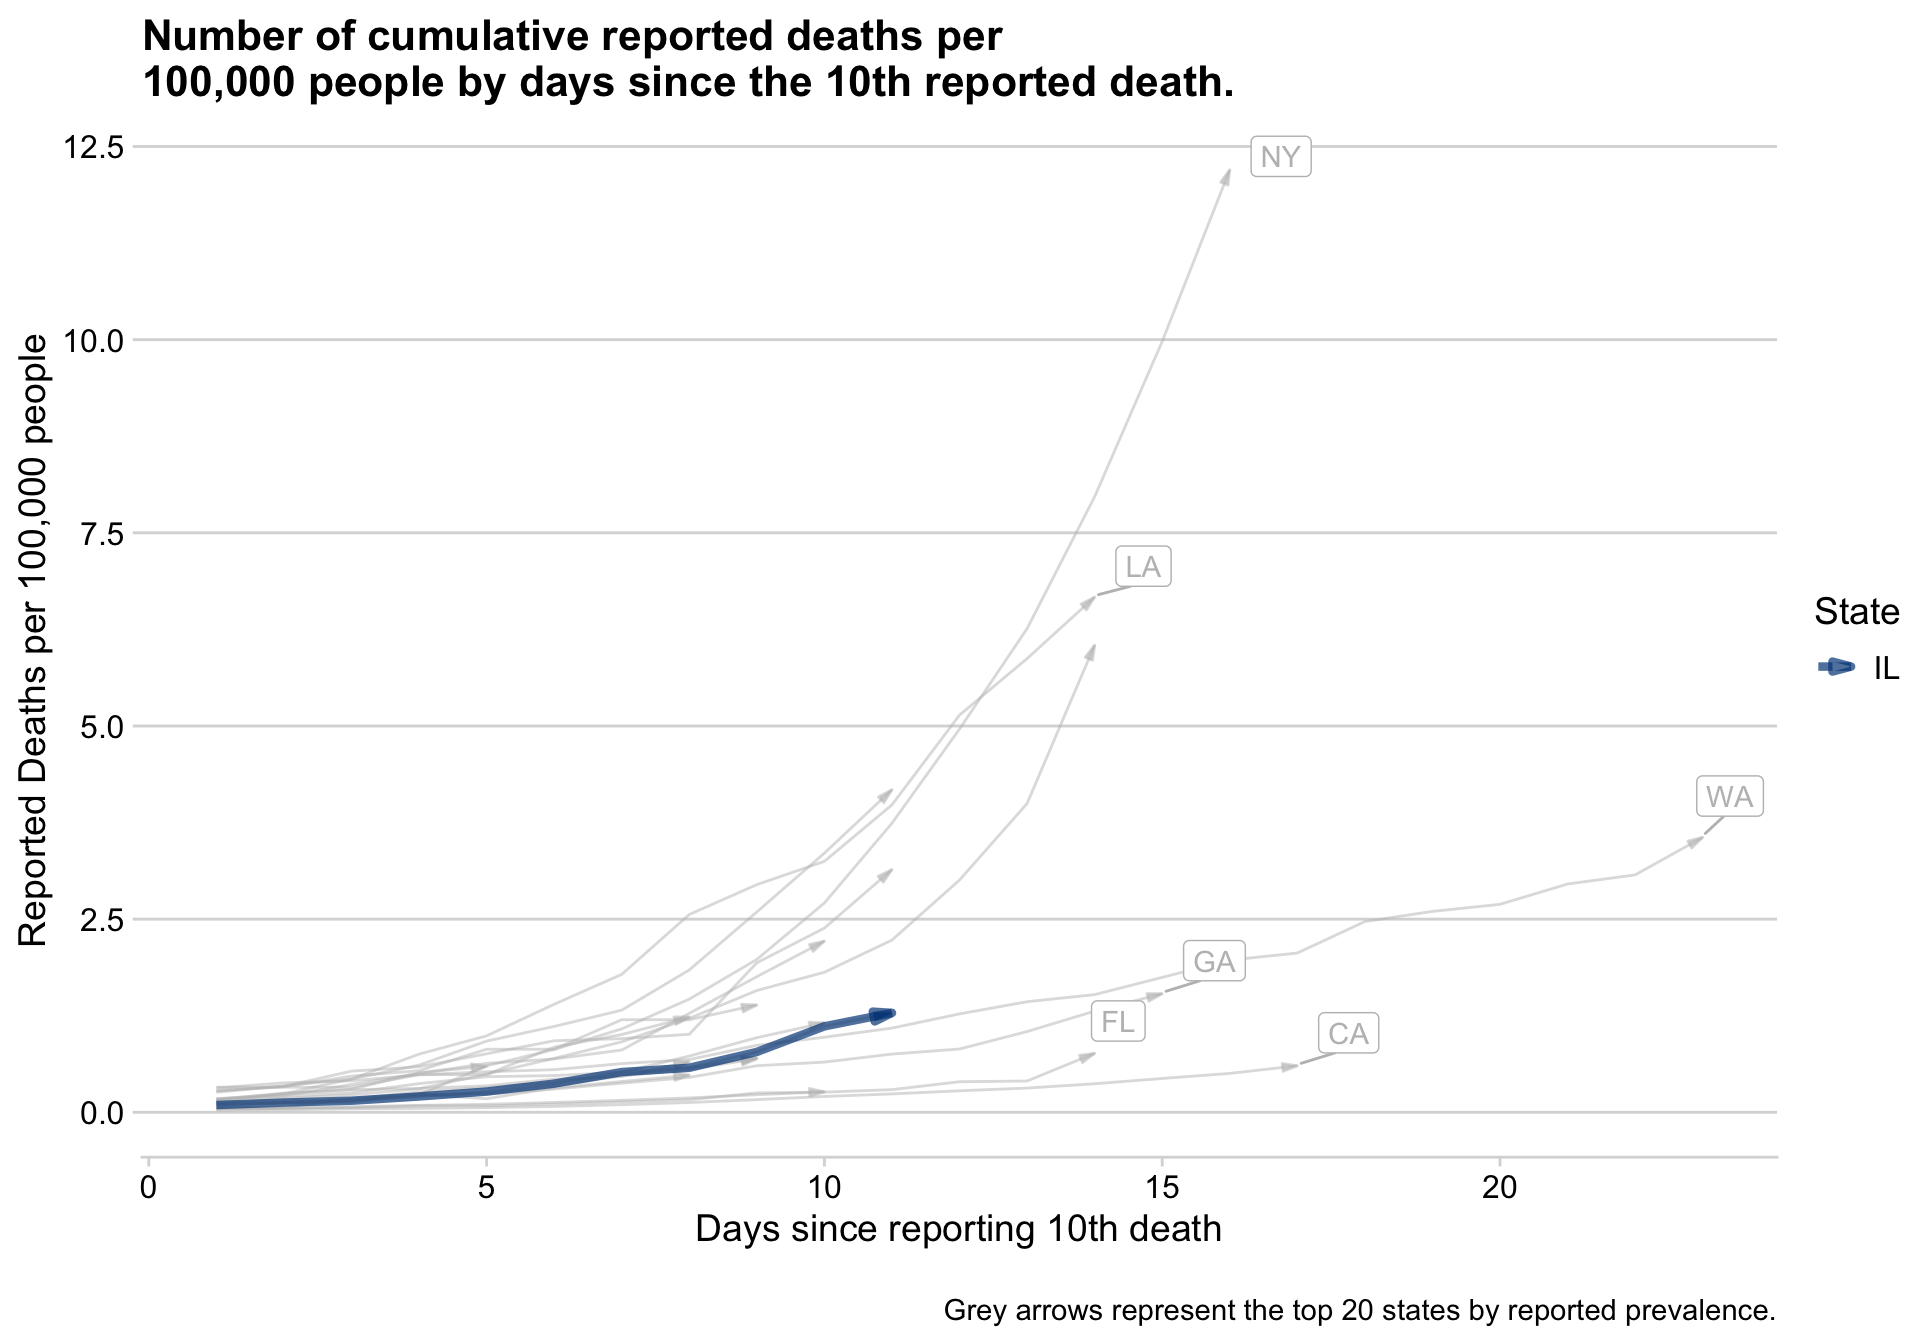 Number of cumulative reported deaths per
100,000 people by days since the 10th reported death.
Reported Deaths per 100,000 people
12.5
10.0
7.5
5.0
2.5
0.0
NY
LA
WA
GA
FL
CA
State
IL
0 5 10 15 20
Days since reporting 10th death
Grey arrows represent the top 20 states by reported prevalence.